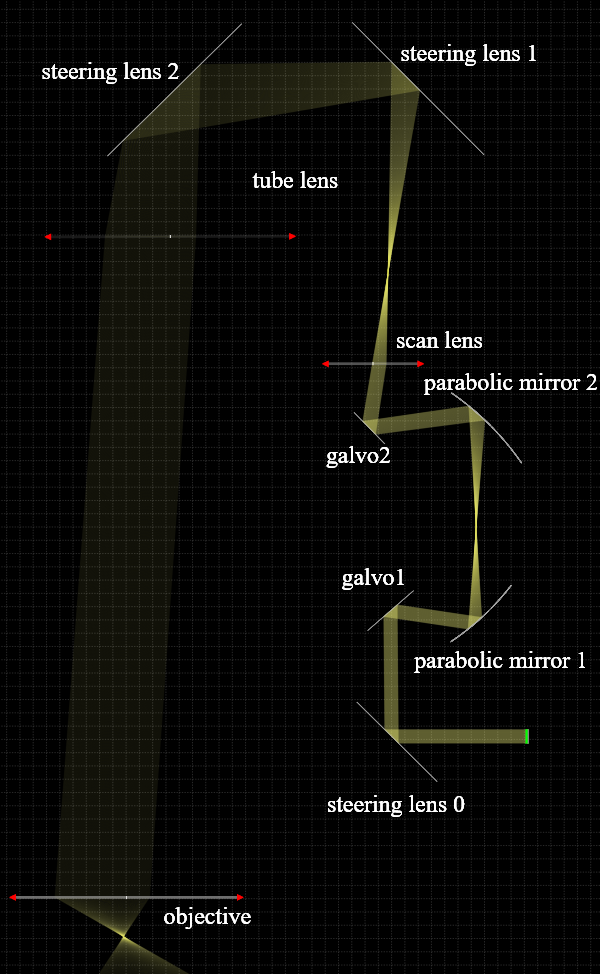 steering lens 1
steering lens 2
tube lens
scan lens
parabolic mirror 2
galvo2
galvo1
parabolic mirror 1
steering lens 0
objective